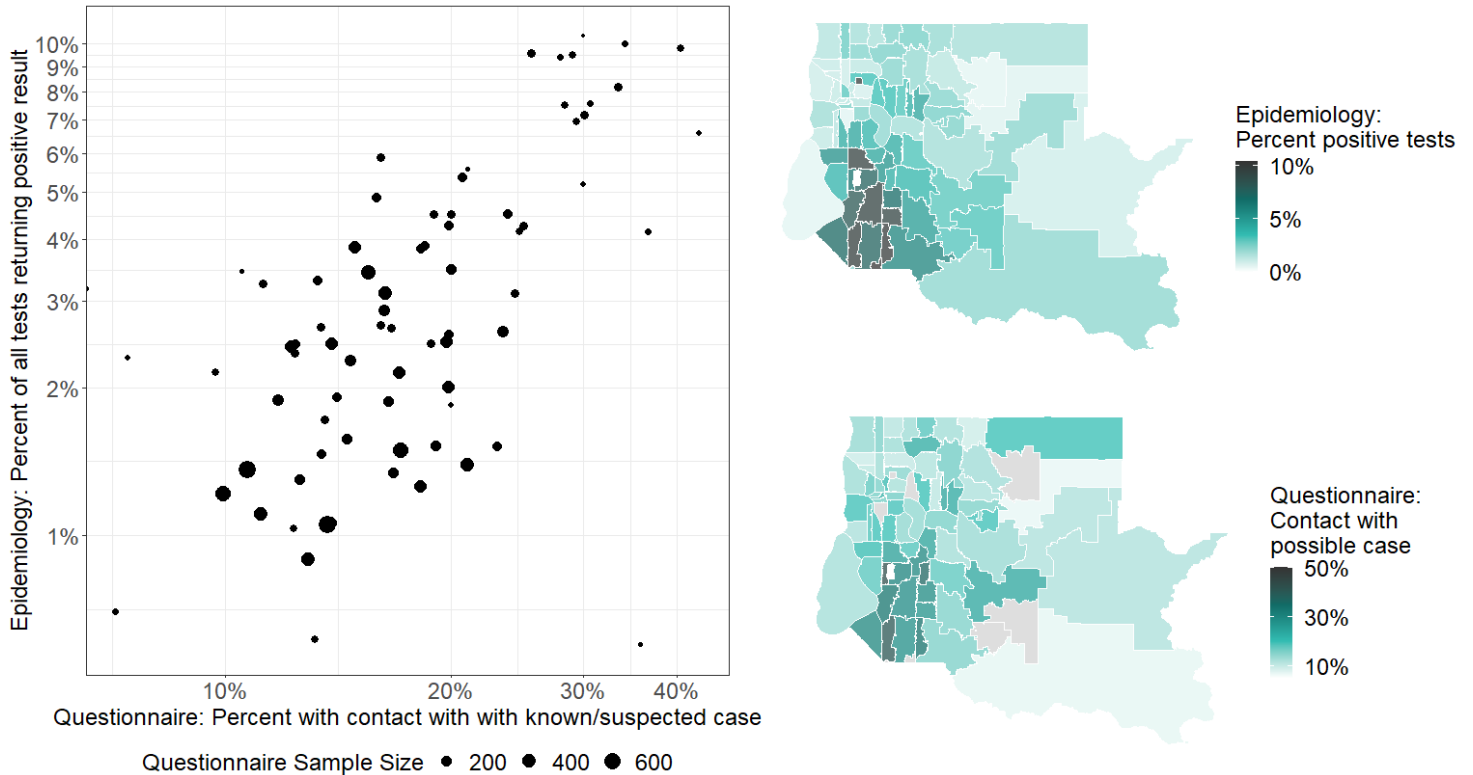 Epidemiology: Percent of all tests returning positive result
10%
9%
8%
7%
6%
5%
4%
3%
2%
1%
10%
20%
30%
40%
Questionnaire: Percent with contact with with known/suspected case
Questionnaire Sample Size 200 400 600
Epidemiology:
Percent positive tests
10%
5%
0%
Questionnaire:
Contact with
possible case
50%
30%
10%